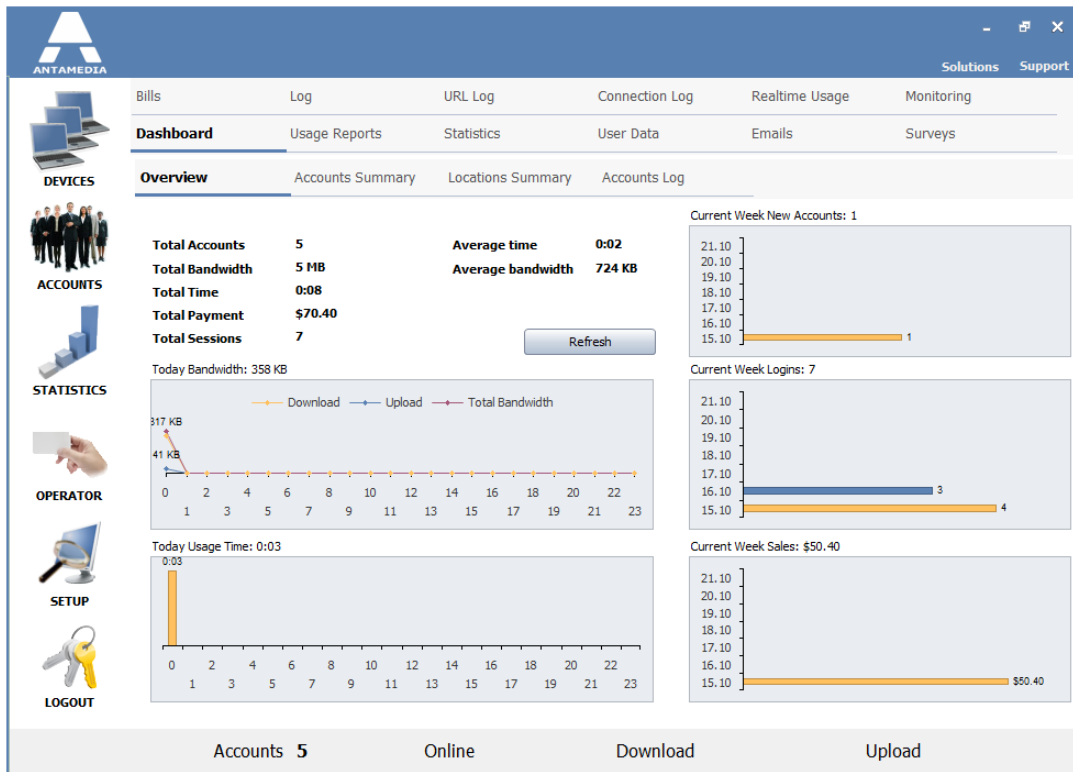 ANTAMEDIA
Solutions Support
Bills Log URL Log Connection Log Realtime Usage Monitoring
Dashboard Usage Reports Statistics User Data Emails Surveys
Overview Accounts Summary Locations Summary Accounts Log
DEVICES
ACCOUNTS
STATISTICS
OPERATOR
SETUP
LOGOUT
Total Accounts 5
Total Bandwidth 5 MB
Total Time 0:08
Total Payment $70.40
Total Sessions 7
Average time 0:02
Average bandwidth 724 KB
Refresh
Current Week New Accounts: 1
21.10
20.10
19.10
18.10
17.10
16.10
15.10 1
Today Bandwidth: 358 KB
Download Upload Total Bandwidth
317 KB
41 KB
0 2 4 6 8 10 12 14 16 18 20 22
1 3 5 7 9 11 13 15 17 19 21 23
Current Week Logins: 7
21.10
20.10
19.10
18.10
17.10
16.10 3
15.10 4
Today Usage Time: 0:03
0:03
0 2 4 6 8 10 12 14 16 18 20 22
1 3 5 7 9 11 13 15 17 19 21 23
Current Week Sales: $50.40
21.10
20.10
19.10
18.10
17.10
16.10
15.10 $50.40
Accounts 5 Online Download Upload